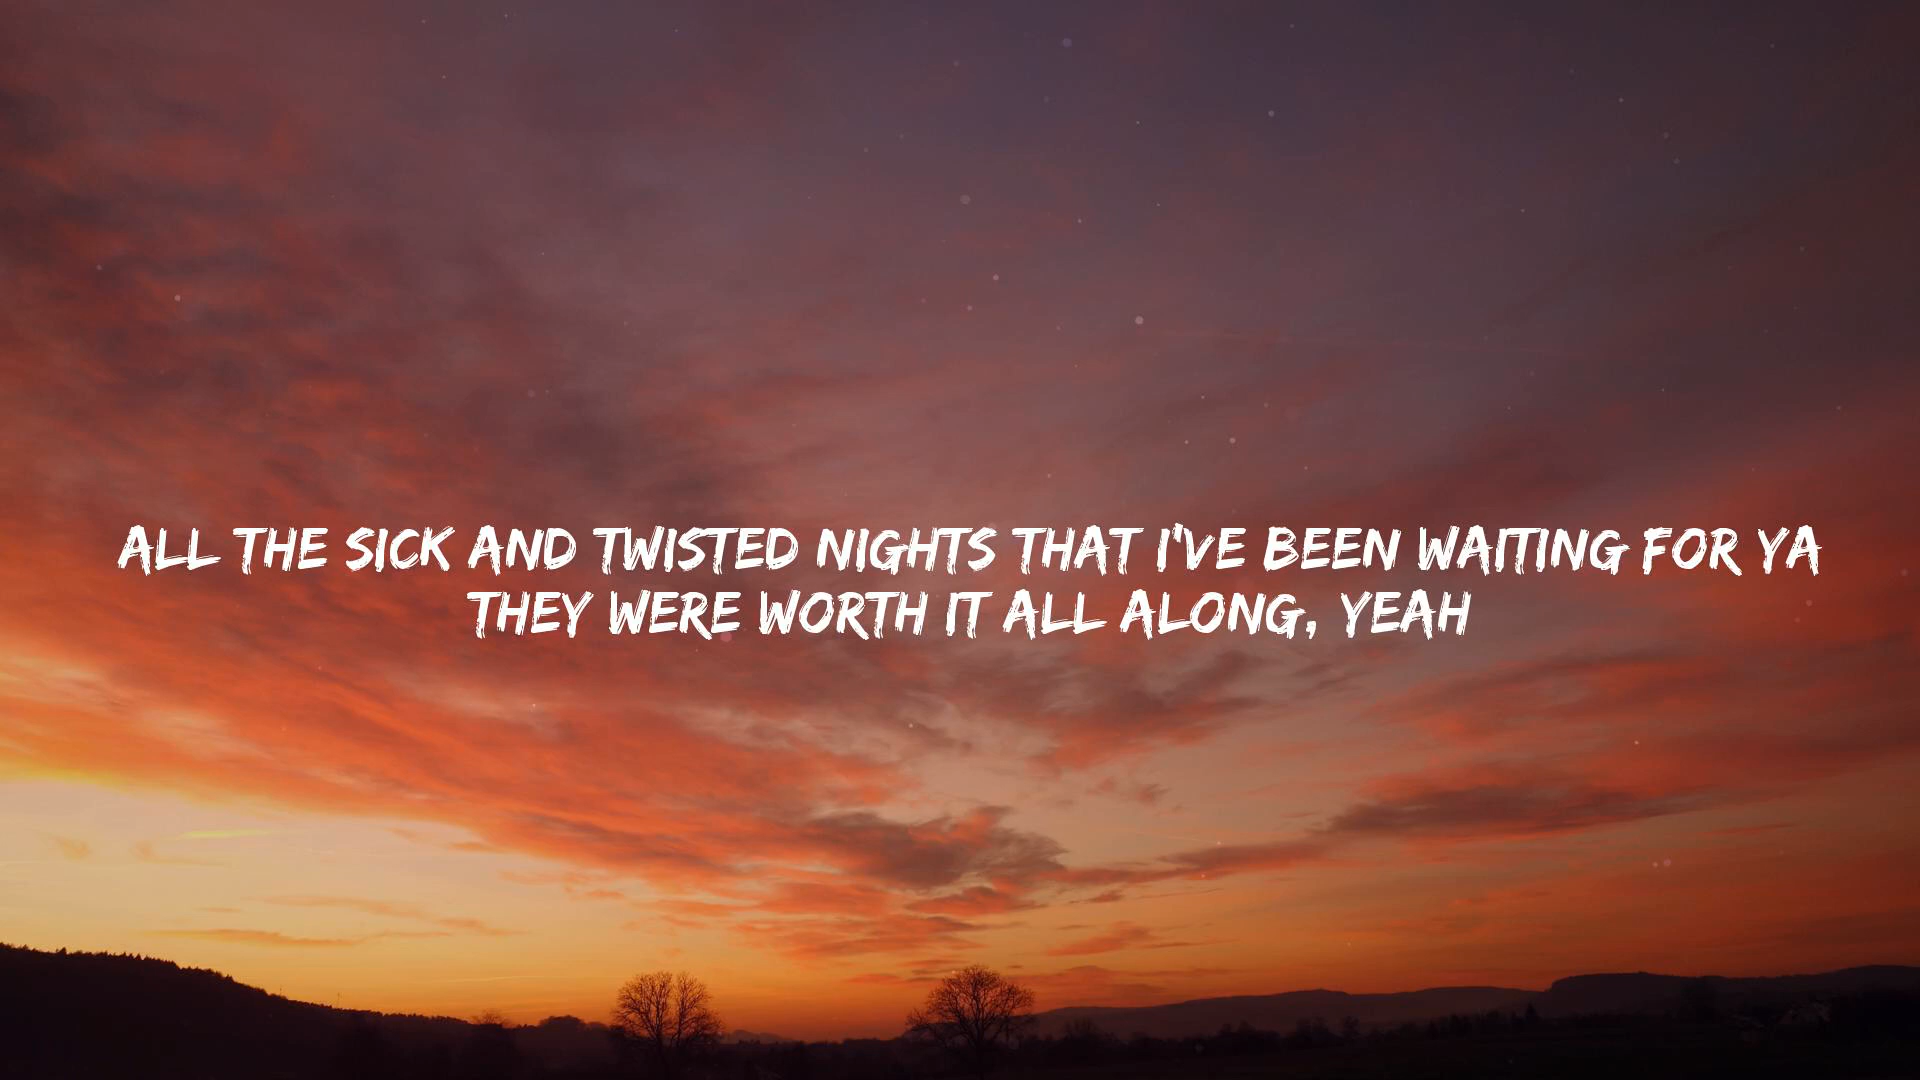 ALL THE SICK AND TWISTED NIGHTS THAT I'VE BEEN WAITING FOR YA
THEY WERE WORTH IT ALL ALONG, YEAH